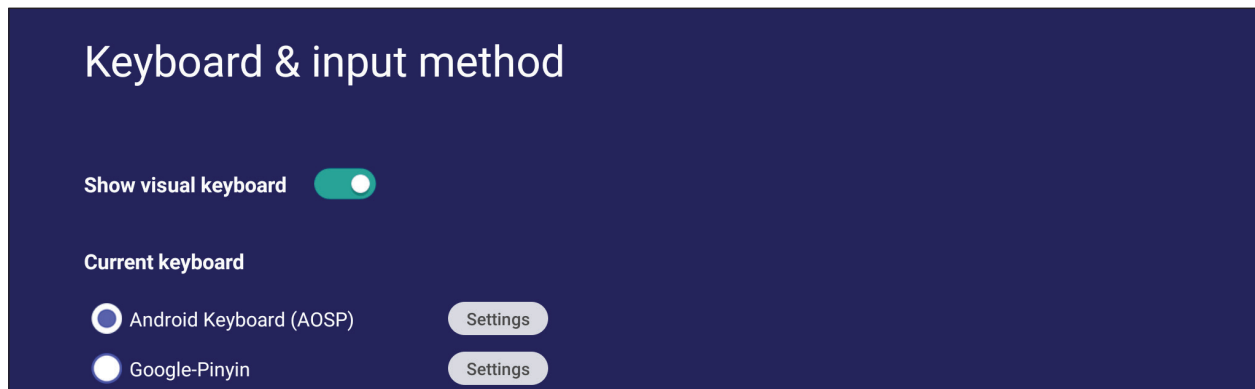 Keyboard & input method
Show visual keyboard
Current keyboard
Android Keyboard (AOSP) Settings
Google-Pinyin Settings